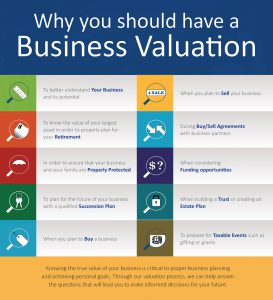 Why you should have a
Business Valuation
To better understand Your Business
and its potential
4 SALE
When you plan to Sell your business
To know the value of your largest
asset in order to properly plan for
your Retirement
During Buy/Sell Agreements
with business partners
In order to ensure that your
business and your family are
Properly Protected
$?
When considering
Funding opportunities
To plan for the future of your business
with a qualified Succession Plan
When building a Trust or creating an
Estate Plan
When you plan to Buy a business
To prepare for Taxable Events such as
gifting or grants
Knowing the true value of your business is critical to proper business planning
and achieving personal goals. Through our valuation process, we can help answer
the questions that will lead you to make informed decisions for your future.